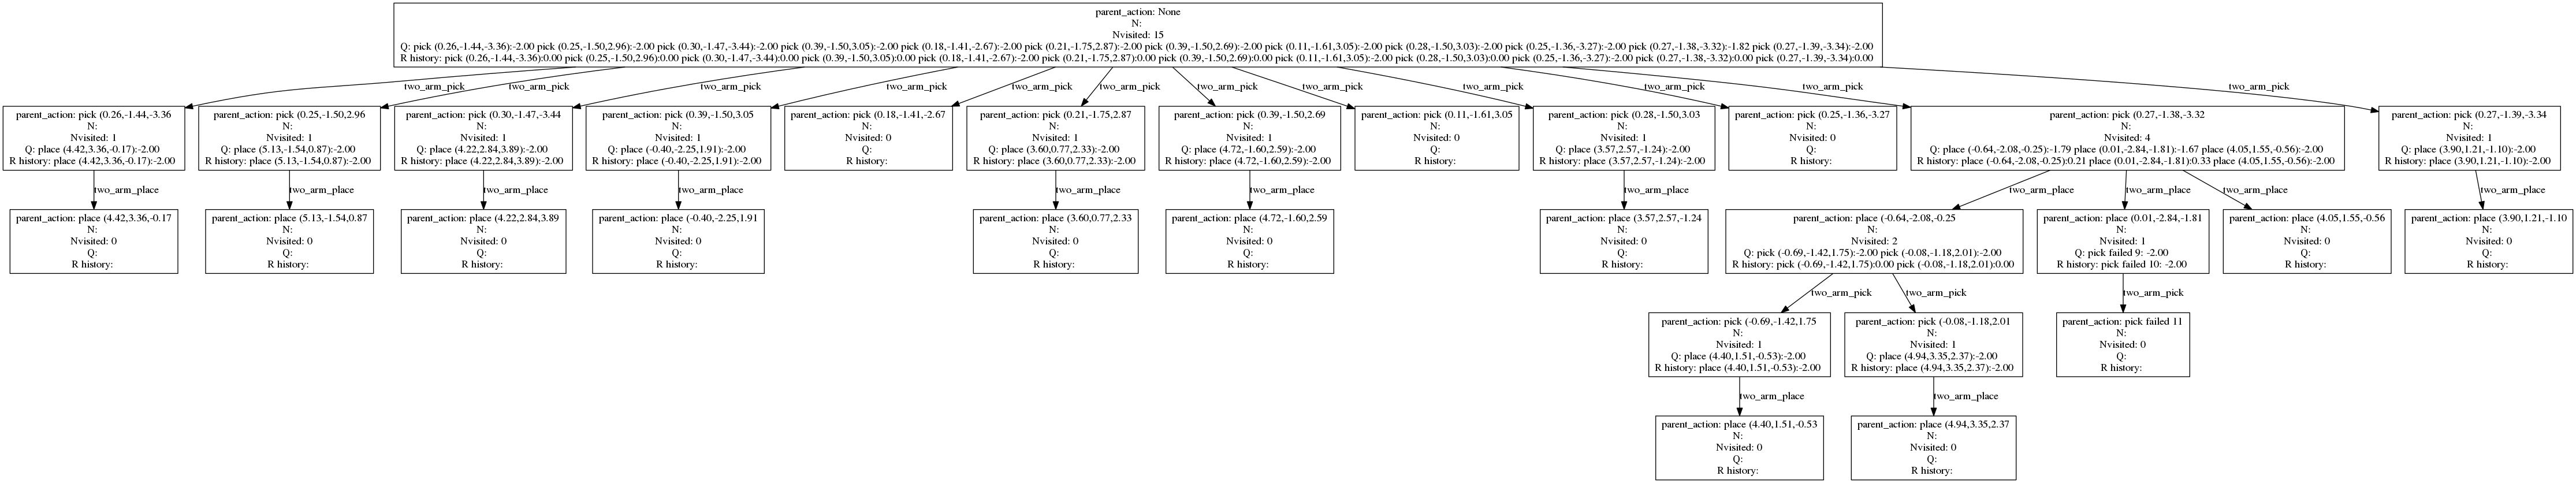 parent_action: None
N:
Nvisited: 15
Q: pick (0.26,-1.44,-3.36):-2.00 pick (0.25,-1.50,2.96):-2.00 pick (0.30,-1.47,-3.44):-2.00 pick (0.39,-1.50,3.05):-2.00 pick (0.18,-1.41,-2.67):-2.00 pick (0.21,-1.75,2.87):-2.00 pick (0.39,-1.50,2.69):-2.00 pick (0.11,-1.61,3.05):-2.00 pick (0.28,-1.50,3.03):-2.00 pick (0.25,-1.36,-3.27):-2.00 pick (0.27,-1.38,-3.32):-1.82 pick (0.27,-1.39,-3.34):-2.00
R history: pick (0.26,-1.44,-3.36):0.00 pick (0.25,-1.50,2.96):0.00 pick (0.30,-1.47,-3.44):0.00 pick (0.39,-1.50,3.05):0.00 pick (0.18,-1.41,-2.67):-2.00 pick (0.21,-1.75,2.87):0.00 pick (0.39,-1.50,2.69):0.00 pick (0.11,-1.61,3.05):-2.00 pick (0.28,-1.50,3.03):0.00 pick (0.25,-1.36,-3.27):-2.00 pick (0.27,-1.38,-3.32):0.00 pick (0.27,-1.39,-3.34):0.00
two_arm_pick
two_arm_pick
two_arm_pick
two_arm_pick
two_arm_pick
two_arm_pick
two_arm_pick
two_arm_pick
two_arm_pick
two_arm_pick
two_arm_pick
two_arm_pick
parent_action: pick (0.26,-1.44,-3.36
N:
Nvisited: 1
Q: place (4.42,3.36,-0.17):-2.00
R history: place (4.42,3.36,-0.17):-2.00
parent_action: pick (0.25,-1.50,2.96
N:
Nvisited: 1
Q: place (5.13,-1.54,0.87):-2.00
R history: place (5.13,-1.54,0.87):-2.00
parent_action: pick (0.30,-1.47,-3.44
N:
Nvisited: 1
Q: place (4.22,2.84,3.89):-2.00
R history: place (4.22,2.84,3.89):-2.00
parent_action: pick (0.39,-1.50,3.05
N:
Nvisited: 1
Q: place (-0.40,-2.25,1.91):-2.00
R history: place (-0.40,-2.25,1.91):-2.00
parent_action: pick (0.18,-1.41,-2.67
N:
Nvisited: 0
Q:
R history:
parent_action: pick (0.21,-1.75,2.87
N:
Nvisited: 1
Q: place (3.60,0.77,2.33):-2.00
R history: place (3.60,0.77,2.33):-2.00
parent_action: pick (0.39,-1.50,2.69
N:
Nvisited: 1
Q: place (4.72,-1.60,2.59):-2.00
R history: place (4.72,-1.60,2.59):-2.00
parent_action: pick (0.11,-1.61,3.05
N:
Nvisited: 0
Q:
R history:
parent_action: pick (0.28,-1.50,3.03
N:
Nvisited: 1
Q: place (3.57,2.57,-1.24):-2.00
R history: place (3.57,2.57,-1.24):-2.00
parent_action: pick (0.25,-1.36,-3.27
N:
Nvisited: 0
Q:
R history:
parent_action: pick (0.27,-1.38,-3.32
N:
Nvisited: 4
Q: place (-0.64,-2.08,-0.25):-1.79 place (0.01,-2.84,-1.81):-1.67 place (4.05,1.55,-0.56):-2.00
R history: place (-0.64,-2.08,-0.25):0.21 place (0.01,-2.84,-1.81):0.33 place (4.05,1.55,-0.56):-2.00
parent_action: pick (0.27,-1.39,-3.34
N:
Nvisited: 1
Q: place (3.90,1.21,-1.10):-2.00
R history: place (3.90,1.21,-1.10):-2.00
two_arm_place
two_arm_place
two_arm_place
two_arm_place
two_arm_place
two_arm_place
two_arm_place
two_arm_place
two_arm_place
two_arm_place
two_arm_place
parent_action: place (4.42,3.36,-0.17
N:
Nvisited: 0
Q:
R history:
parent_action: place (5.13,-1.54,0.87
N:
Nvisited: 0
Q:
R history:
parent_action: place (4.22,2.84,3.89
N:
Nvisited: 0
Q:
R history:
parent_action: place (-0.40,-2.25,1.91
N:
Nvisited: 0
Q:
R history:
parent_action: place (3.60,0.77,2.33
N:
Nvisited: 0
Q:
R history:
parent_action: place (4.72,-1.60,2.59
N:
Nvisited: 0
Q:
R history:
parent_action: place (3.57,2.57,-1.24
N:
Nvisited: 0
Q:
R history:
parent_action: place (-0.64,-2.08,-0.25
N:
Nvisited: 2
Q: pick (-0.69,-1.42,1.75):-2.00 pick (-0.08,-1.18,2.01):-2.00
R history: pick (-0.69,-1.42,1.75):0.00 pick (-0.08,-1.18,2.01):0.00
parent_action: place (0.01,-2.84,-1.81
N:
Nvisited: 1
Q: pick failed 9: -2.00
R history: pick failed 10: -2.00
parent_action: place (4.05,1.55,-0.56
N:
Nvisited: 0
Q:
R history:
parent_action: place (3.90,1.21,-1.10
N:
Nvisited: 0
Q:
R history:
two_arm_pick
two_arm_pick
two_arm_pick
parent_action: pick (-0.69,-1.42,1.75
N:
Nvisited: 1
Q: place (4.40,1.51,-0.53):-2.00
R history: place (4.40,1.51,-0.53):-2.00
parent_action: pick (-0.08,-1.18,2.01
N:
Nvisited: 1
Q: place (4.94,3.35,2.37):-2.00
R history: place (4.94,3.35,2.37):-2.00
parent_action: pick failed 11
N:
Nvisited: 0
Q:
R history:
two_arm_place
two_arm_place
parent_action: place (4.40,1.51,-0.53
N:
Nvisited: 0
Q:
R history:
parent_action: place (4.94,3.35,2.37
N:
Nvisited: 0
Q:
R history: